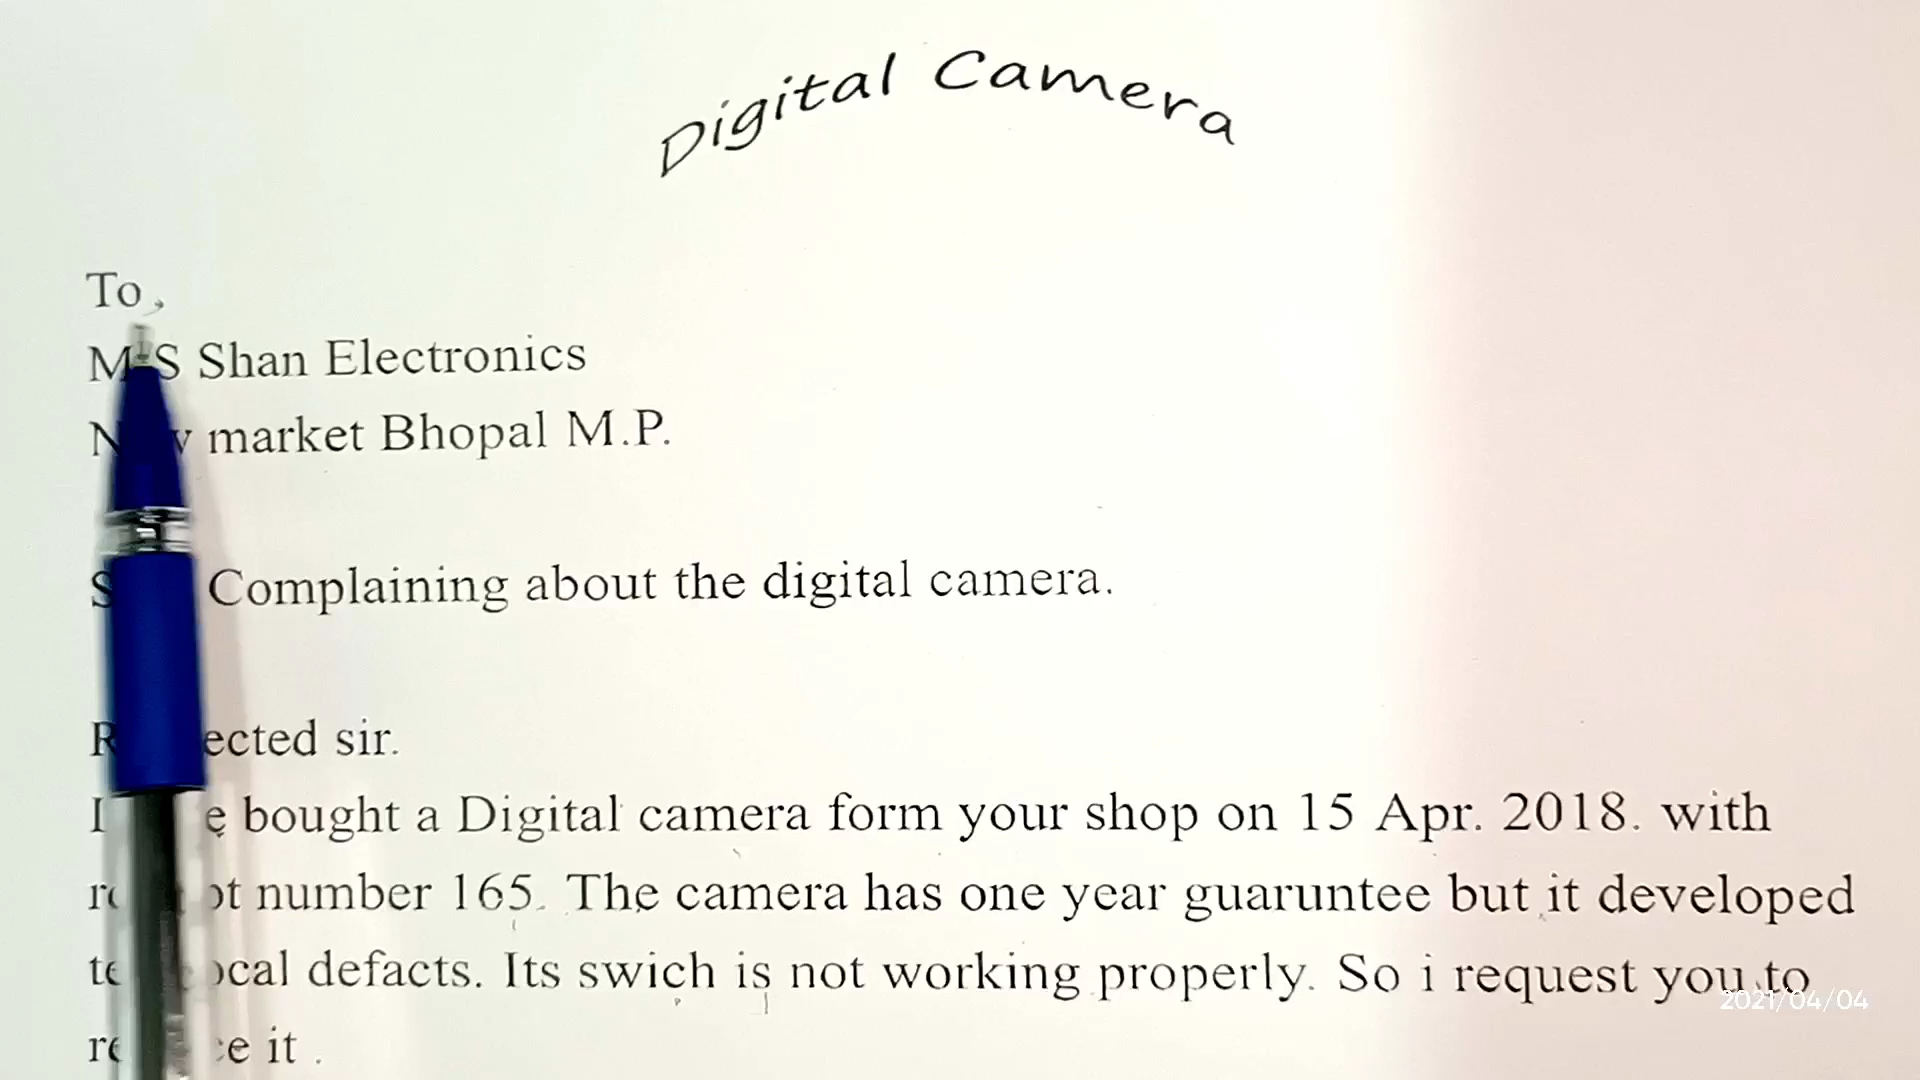 Digital Camera
To,
Shan Electronics
market Bhopal M.P.
Complaining about the digital camera.
sir.
I bought a Digital camera form your shop on 15 Apr. 2018. with
number 165. The camera has one year guaruntee but it developed
defacts. Its swich is not working properly. So i request you to
2021/04/04
it .